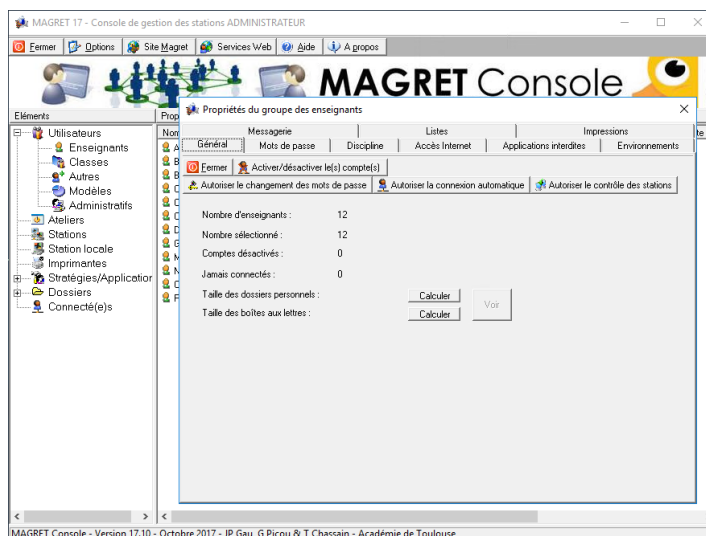 MAGRET 17 - Console de gestion des stations ADMINISTRATEUR
Fermer Options Site Magret Services Web Aide A propos
MAGRET Console
Eléments
Utilisateurs
Enseignants
Classes
Autres
Modèles
Administratifs
Ateliers
Stations
Station locale
Imprimantes
Stratégies/Application
Dossiers
Connecté(e)s
Prop
Nom
A
B
B
C
C
C
D
G
M
N
C
F
Propriétés du groupe des enseignants
Messagerie Listes Impressions
Général Mots de passe Discipline Accès Internet Applications interdites Environnements
Fermer Activer/désactiver le(s) compte(s)
Autoriser le changement des mots de passe Autoriser la connexion automatique Autoriser le contrôle des stations
Nombre d'enseignants : 12
Nombre sélectionné : 12
Comptes désactivés : 0
Jamais connectés : 0
Taille des dossiers personnels : Calculer
Voir
Taille des boîtes aux lettres : Calculer
te
MAGRET Console - Version 17.10 - Octobre 2017 - JP Gau, G Picou & T Chassain - Académie de Toulouse